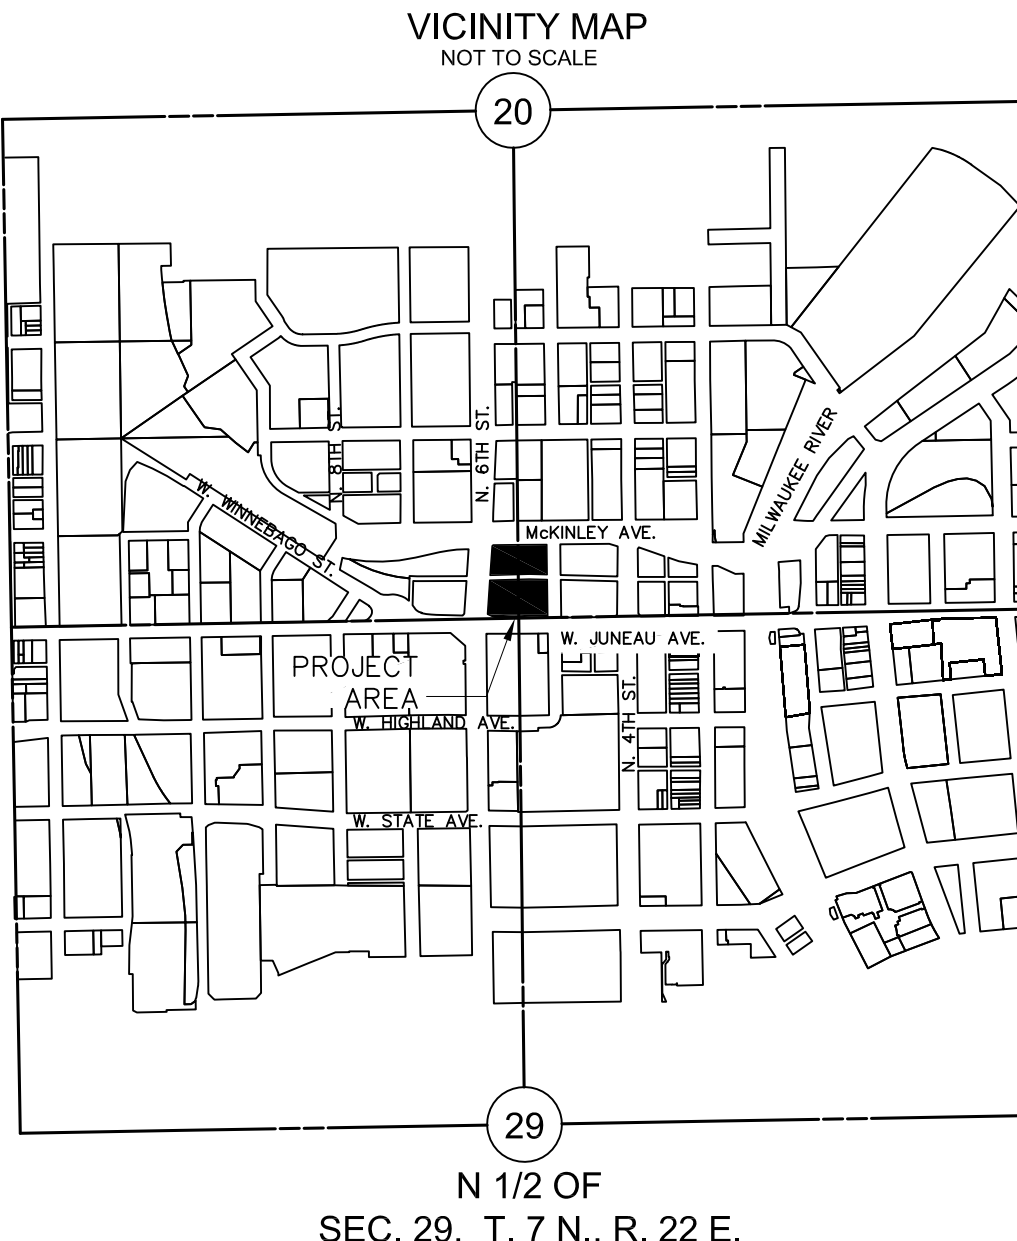 VICINITY MAP
NOT TO SCALE
20
N. 8TH ST.
N. 6TH ST.
MILWAUKEE RIVER
W. WINNEBAGO ST.
McKINLEY AVE.
W. JUNEAU AVE.
PROJECT
AREA
N. 4TH ST.
W. HIGHLAND AVE.
W. STATE AVE.
29
N 1/2 OF
SEC. 29, T. 7 N., R. 22 E.